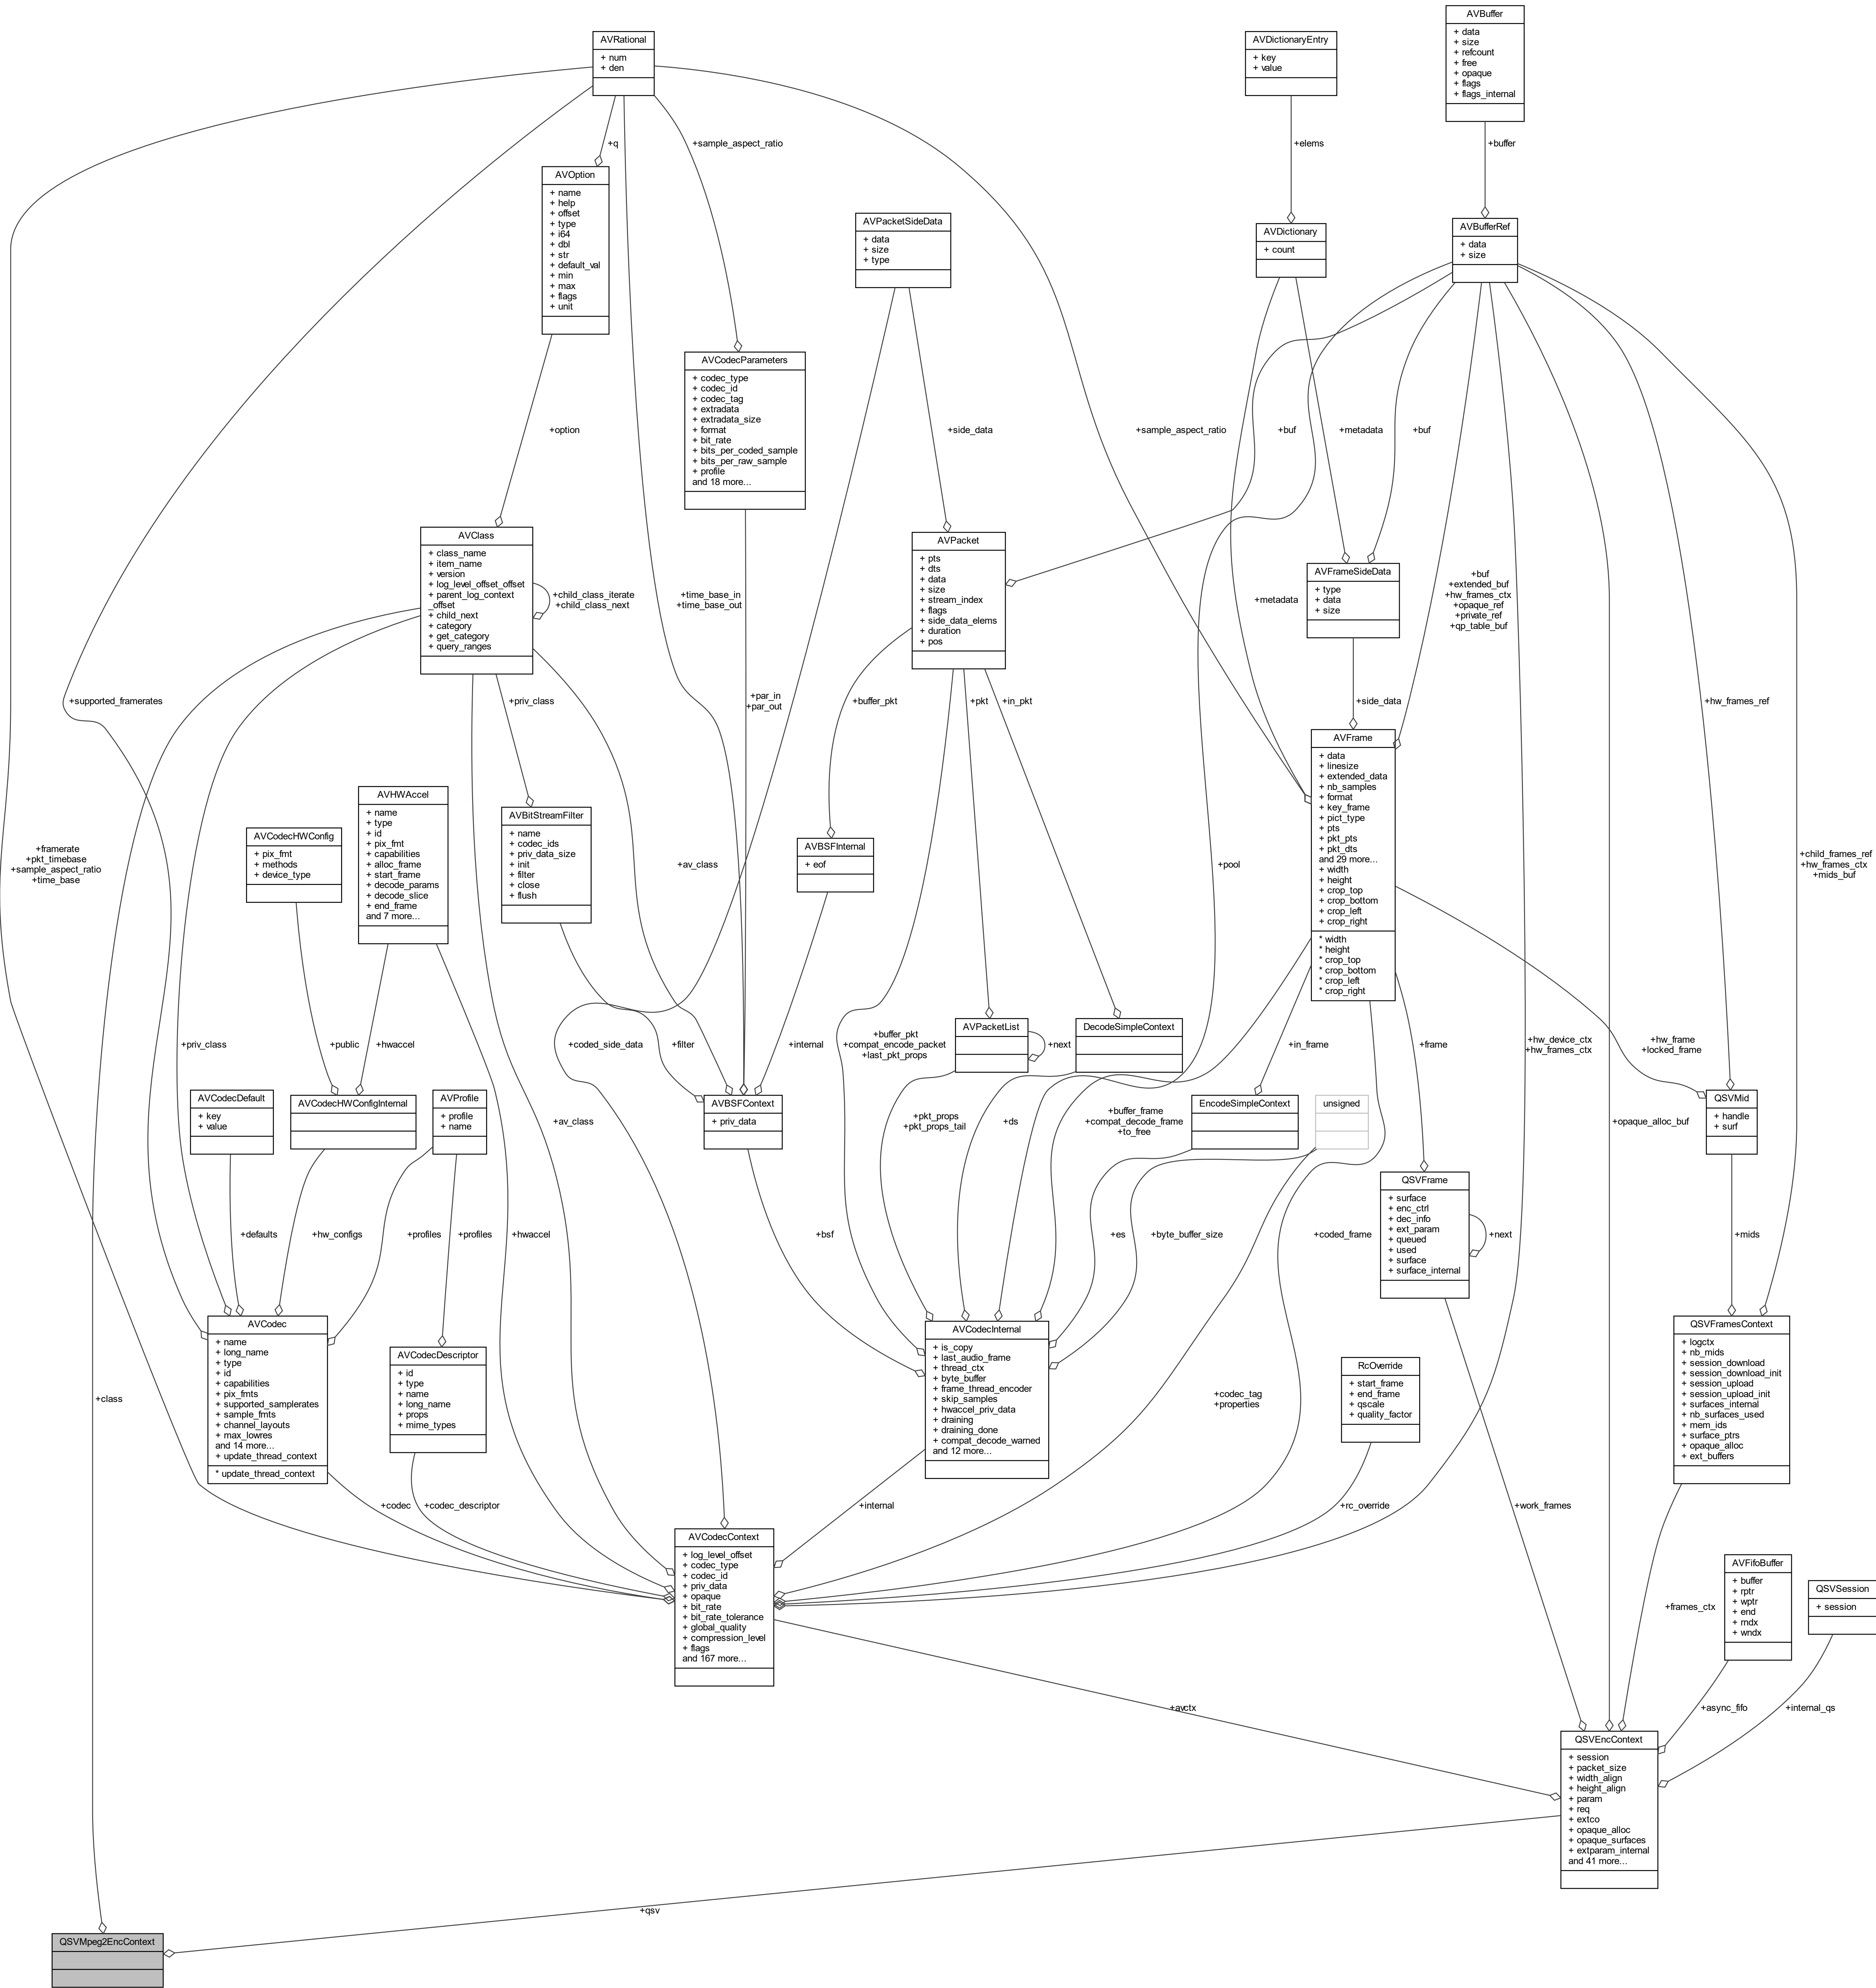 AVBuffer
+ data
+ size
+ refcount
+ free
+ opaque
+ flags
+ flags_internal
AVRational
+ num
+ den
AVDictionaryEntry
+ key
+ value
+q
+sample_aspect_ratio
+elems
+buffer
AVOption
+ name
+ help
+ offset
+ type
+ i64
+ dbl
+ str
+ default_val
+ min
+ max
+ flags
+ unit
AVPacketSideData
+ data
+ size
+ type
AVDictionary
+ count
AVBufferRef
+ data
+ size
AVCodecParameters
+ codec_type
+ codec_id
+ codec_tag
+ extradata
+ extradata_size
+ format
+ bit_rate
+ bits_per_coded_sample
+ bits_per_raw_sample
+ profile
and 18 more...
+option
+side_data
+sample_aspect_ratio
+buf
+metadata
+buf
AVClass
+ class_name
+ item_name
+ version
+ log_level_offset_offset
+ parent_log_context
_offset
+ child_next
+ category
+ get_category
+ query_ranges
+child_class_iterate
+child_class_next
+time_base_in
+time_base_out
AVPacket
+ pts
+ dts
+ data
+ size
+ stream_index
+ flags
+ side_data_elems
+ duration
+ pos
+metadata
AVFrameSideData
+ type
+ data
+ size
+buf
+extended_buf
+hw_frames_ctx
+opaque_ref
+private_ref
+qp_table_buf
+supported_framerates
+priv_class
+par_in
+par_out
+buffer_pkt
+pkt
+in_pkt
+side_data
+hw_frames_ref
AVFrame
+ data
+ linesize
+ extended_data
+ nb_samples
+ format
+ key_frame
+ pict_type
+ pts
+ pkt_pts
+ pkt_dts
and 29 more...
+ width
+ height
+ crop_top
+ crop_bottom
+ crop_left
+ crop_right
* width
* height
* crop_top
* crop_bottom
* crop_left
* crop_right
+framerate
+pkt_timebase
+sample_aspect_ratio
+time_base
AVCodecHWConfig
+ pix_fmt
+ methods
+ device_type
AVHWAccel
+ name
+ type
+ id
+ pix_fmt
+ capabilities
+ alloc_frame
+ start_frame
+ decode_params
+ decode_slice
+ end_frame
and 7 more...
AVBitStreamFilter
+ name
+ codec_ids
+ priv_data_size
+ init
+ filter
+ close
+ flush
+av_class
AVBSFInternal
+ eof
+pool
+child_frames_ref
+hw_frames_ctx
+mids_buf
+priv_class
+public
+hwaccel
+coded_side_data
+filter
+internal
+buffer_pkt
+compat_encode_packet
+last_pkt_props
AVPacketList
+next
DecodeSimpleContext
+in_frame
+frame
+hw_device_ctx
+hw_frames_ctx
+hw_frame
+locked_frame
AVCodecDefault
+ key
+ value
AVCodecHWConfigInternal
AVProfile
+ profile
+ name
+av_class
AVBSFContext
+ priv_data
+pkt_props
+pkt_props_tail
+ds
+buffer_frame
+compat_decode_frame
+to_free
EncodeSimpleContext
unsigned
+opaque_alloc_buf
QSVMid
+ handle
+ surf
QSVFrame
+ surface
+ enc_ctrl
+ dec_info
+ ext_param
+ queued
+ used
+ surface
+ surface_internal
+next
+defaults
+hw_configs
+profiles
+profiles
+hwaccel
+bsf
+es
+byte_buffer_size
+coded_frame
+mids
AVCodec
+ name
+ long_name
+ type
+ id
+ capabilities
+ pix_fmts
+ supported_samplerates
+ sample_fmts
+ channel_layouts
+ max_lowres
and 14 more...
+ update_thread_context
* update_thread_context
AVCodecDescriptor
+ id
+ type
+ name
+ long_name
+ props
+ mime_types
AVCodecInternal
+ is_copy
+ last_audio_frame
+ thread_ctx
+ byte_buffer
+ frame_thread_encoder
+ skip_samples
+ hwaccel_priv_data
+ draining
+ draining_done
+ compat_decode_warned
and 12 more...
+codec_tag
+properties
RcOverride
+ start_frame
+ end_frame
+ qscale
+ quality_factor
QSVFramesContext
+ logctx
+ nb_mids
+ session_download
+ session_download_init
+ session_upload
+ session_upload_init
+ surfaces_internal
+ nb_surfaces_used
+ mem_ids
+ surface_ptrs
+ opaque_alloc
+ ext_buffers
+class
+codec
+codec_descriptor
+internal
+rc_override
+work_frames
AVCodecContext
+ log_level_offset
+ codec_type
+ codec_id
+ priv_data
+ opaque
+ bit_rate
+ bit_rate_tolerance
+ global_quality
+ compression_level
+ flags
and 167 more...
+frames_ctx
AVFifoBuffer
+ buffer
+ rptr
+ wptr
+ end
+ rndx
+ wndx
QSVSession
+ session
+avctx
+async_fifo
+internal_qs
QSVEncContext
+ session
+ packet_size
+ width_align
+ height_align
+ param
+ req
+ extco
+ opaque_alloc
+ opaque_surfaces
+ extparam_internal
and 41 more...
+qsv
QSVMpeg2EncContext